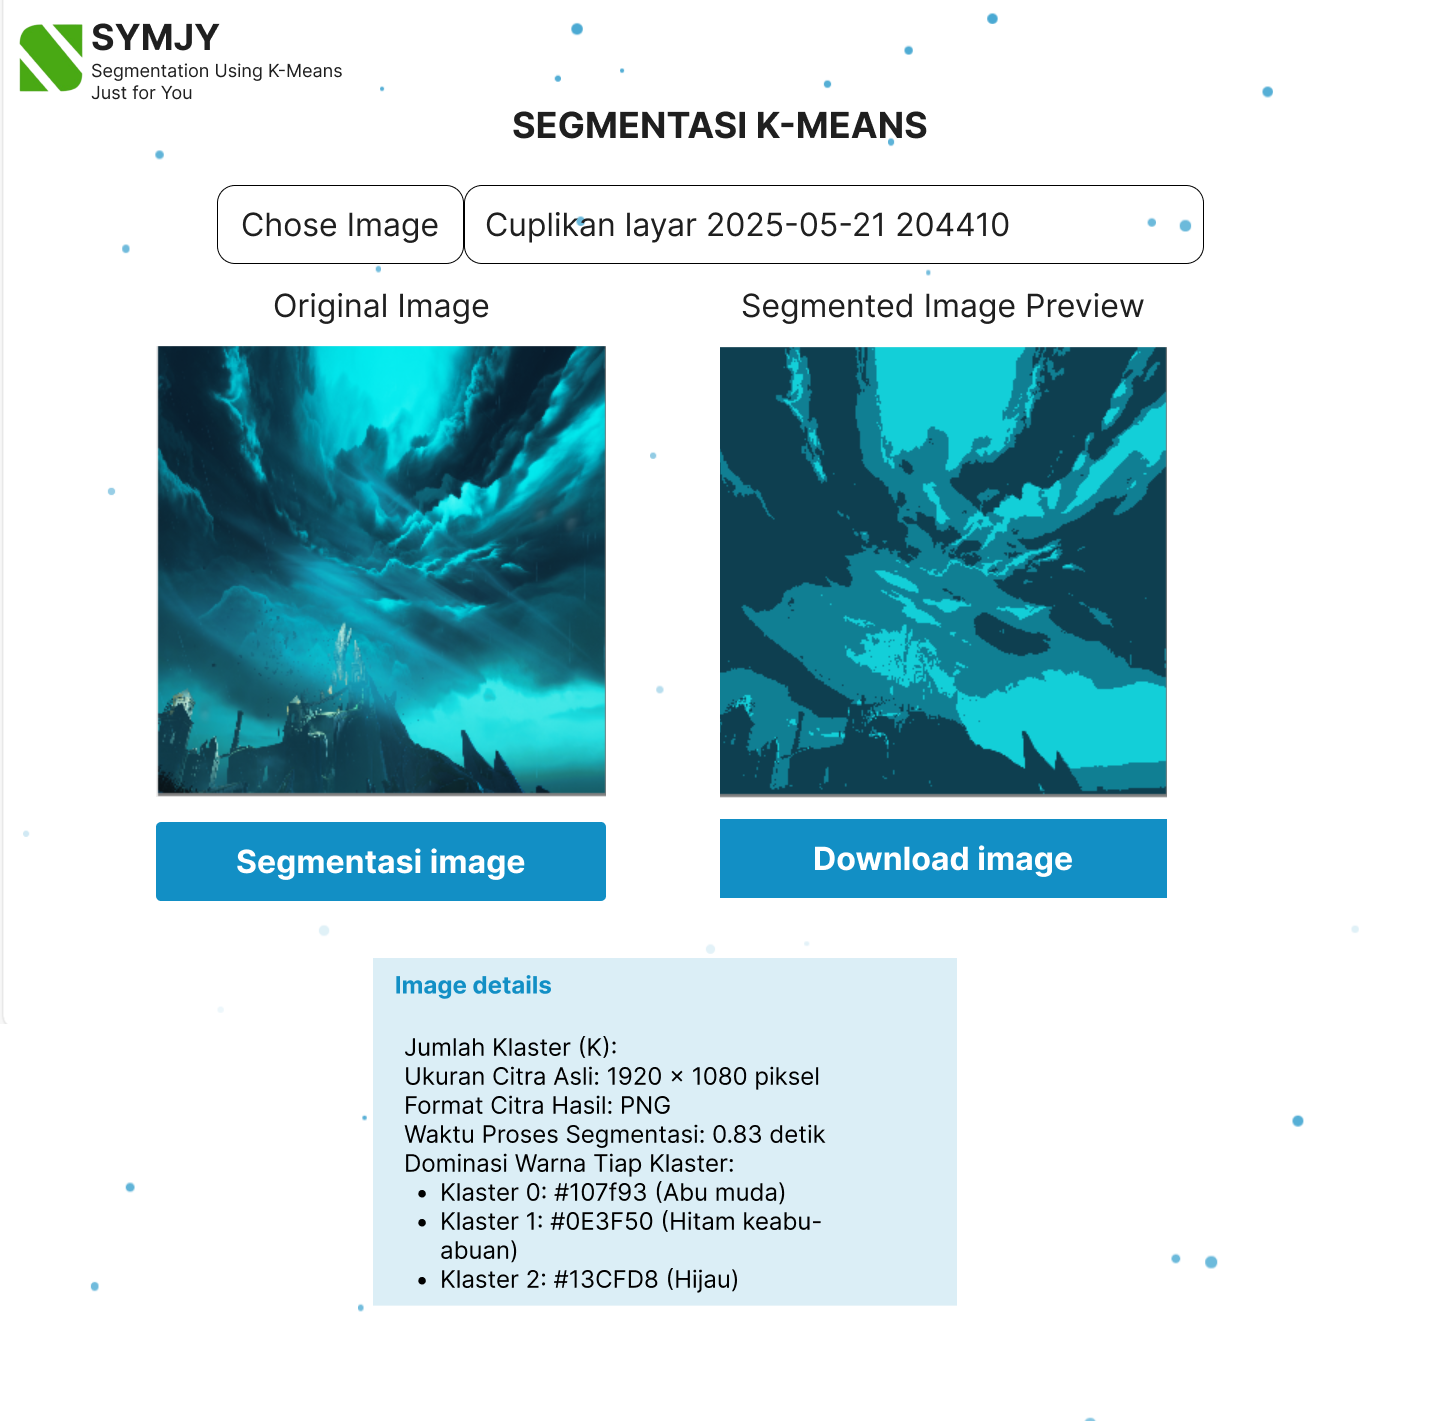 SYMJY
Segmentation Using K-Means
Just for You
SEGMENTASI K-MEANS
Chose Image
Cuplikan layar 2025-05-21 204410
Original Image
Segmented Image Preview
Segmentasi image
Download image
Image details
Jumlah Klaster (K):
Ukuran Citra Asli: 1920 × 1080 piksel
Format Citra Hasil: PNG
Waktu Proses Segmentasi: 0.83 detik
Dominasi Warna Tiap Klaster:
• Klaster 0: #107f93 (Abu muda)
• Klaster 1: #0E3F50 (Hitam keabu-
abuan)
• Klaster 2: #13CFD8 (Hijau)